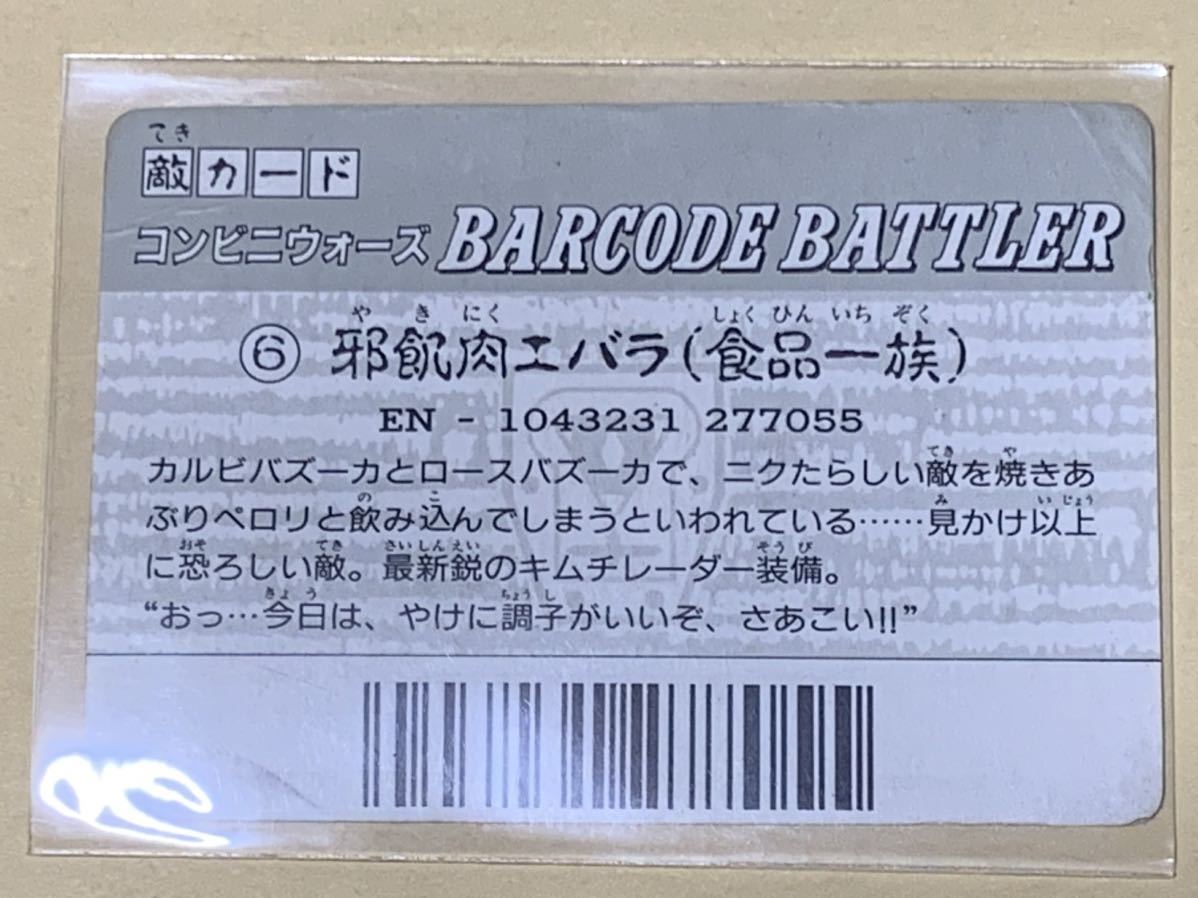 てき
敵カード
コンビニウォーズ BARCODE BATTLER
や き にく しょく ひん いち ぞく
⑥ 邪飢肉エバラ(食品一族)
EN - 1043231 277055
てき や
カルビバズーカとロースバズーカで、ニクたらしい敵を焼きあ
の こ み いじょう
ぶりペロリと飲み込んでしまうといわれている……見かけ以上
おそ てき さいしんえい そうび
に恐ろしい敵。最新鋭のキムチレーダー装備。
きょう ちょうし
“おっ…今日は、やけに調子がいいぞ、さあこい!!”